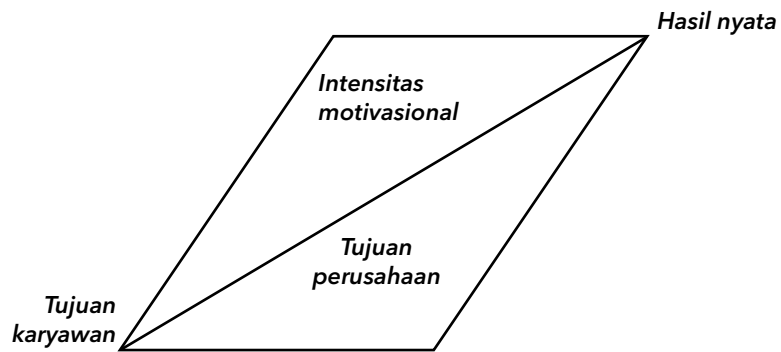 Hasil nyata
Intensitas
motivasional
Tujuan
perusahaan
Tujuan
karyawan